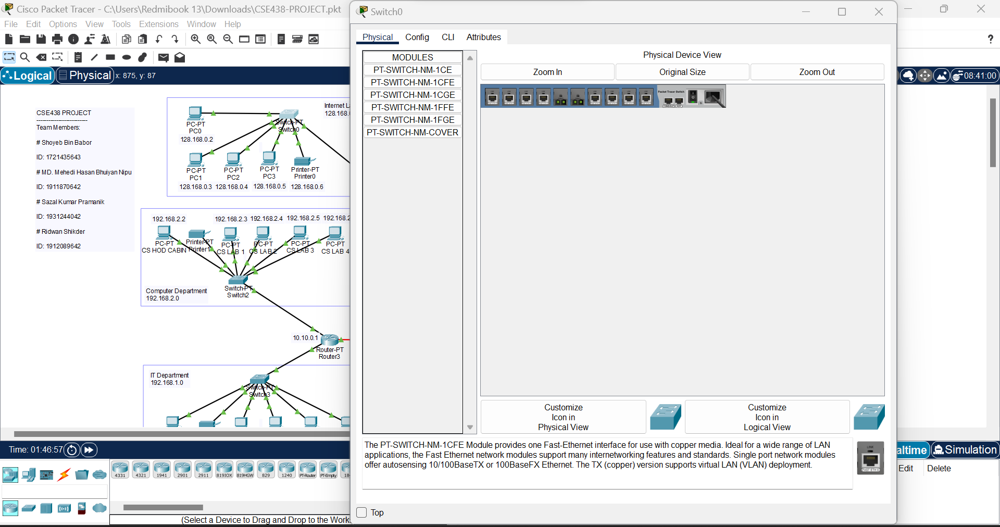 Cisco Packet Tracer - C:\Users\Redmibook 13\Downloads\CSE438-PROJECT.pkt
File Edit Options View Tools Extensions Window Help
Logical
Physical
x: 875, y: 87
08:41:00
CSE438 PROJECT
----------------------------
Team Members:
# Shoyeb Bin Babor
ID: 1721435643
# MD. Mehedi Hasan Bhuiyan Nipu
ID: 1911870642
# Sazal Kumar Pramanik
ID: 1931244042
# Ridwan Shikder
ID: 1912089642
Internet L
128.168.
PC-PT
PC0
128.168.0.2
Switch-PT
Switch0
PC-PT
PC1
128.168.0.3
PC-PT
PC2
128.168.0.4
PC-PT
PC3
128.168.0.5
Printer-PT
Printer0
128.168.0.6
192.168.2.2
192.168.2.3
192.168.2.4
192.168.2.5
192.168.2
PC-PT
CS HOD CABIN
Printer-PT
Printer1
PC-PT
CS LAB 1
PC-PT
CS LAB 2
PC-PT
CS LAB 3
PC-PT
CS LAB 4
Computer Department
192.168.2.0
Switch-PT
Switch2
10.10.0.1
Router-PT
Router3
IT Department
192.168.1.0
Switch-PT
Switch3
Time: 01:46:57
4331 4321 1941 2901 2911 819IOX 819HGW 829 1240 PT-Router PT-Empty 18
(Select a Device to Drag and Drop to the Work
Switch0
Physical Config CLI Attributes
MODULES
PT-SWITCH-NM-1CE
PT-SWITCH-NM-1CFE
PT-SWITCH-NM-1CGE
PT-SWITCH-NM-1FFE
PT-SWITCH-NM-1FGE
PT-SWITCH-NM-COVER
Physical Device View
Zoom In
Original Size
Zoom Out
Packet Tracer Switch
CONSOLE AUX
Customize
Icon in
Physical View
Customize
Icon in
Logical View
The PT-SWITCH-NM-1CFE Module provides one Fast-Ethernet interface for use with copper media. Ideal for a wide range of LAN
applications, the Fast Ethernet network modules support many internetworking features and standards. Single port network modules
offer autosensing 10/100BaseTX or 100BaseFX Ethernet. The TX (copper) version supports virtual LAN (VLAN) deployment.
LINK
FAST ETH 0
Top
altime
Simulation
Edit
Delete